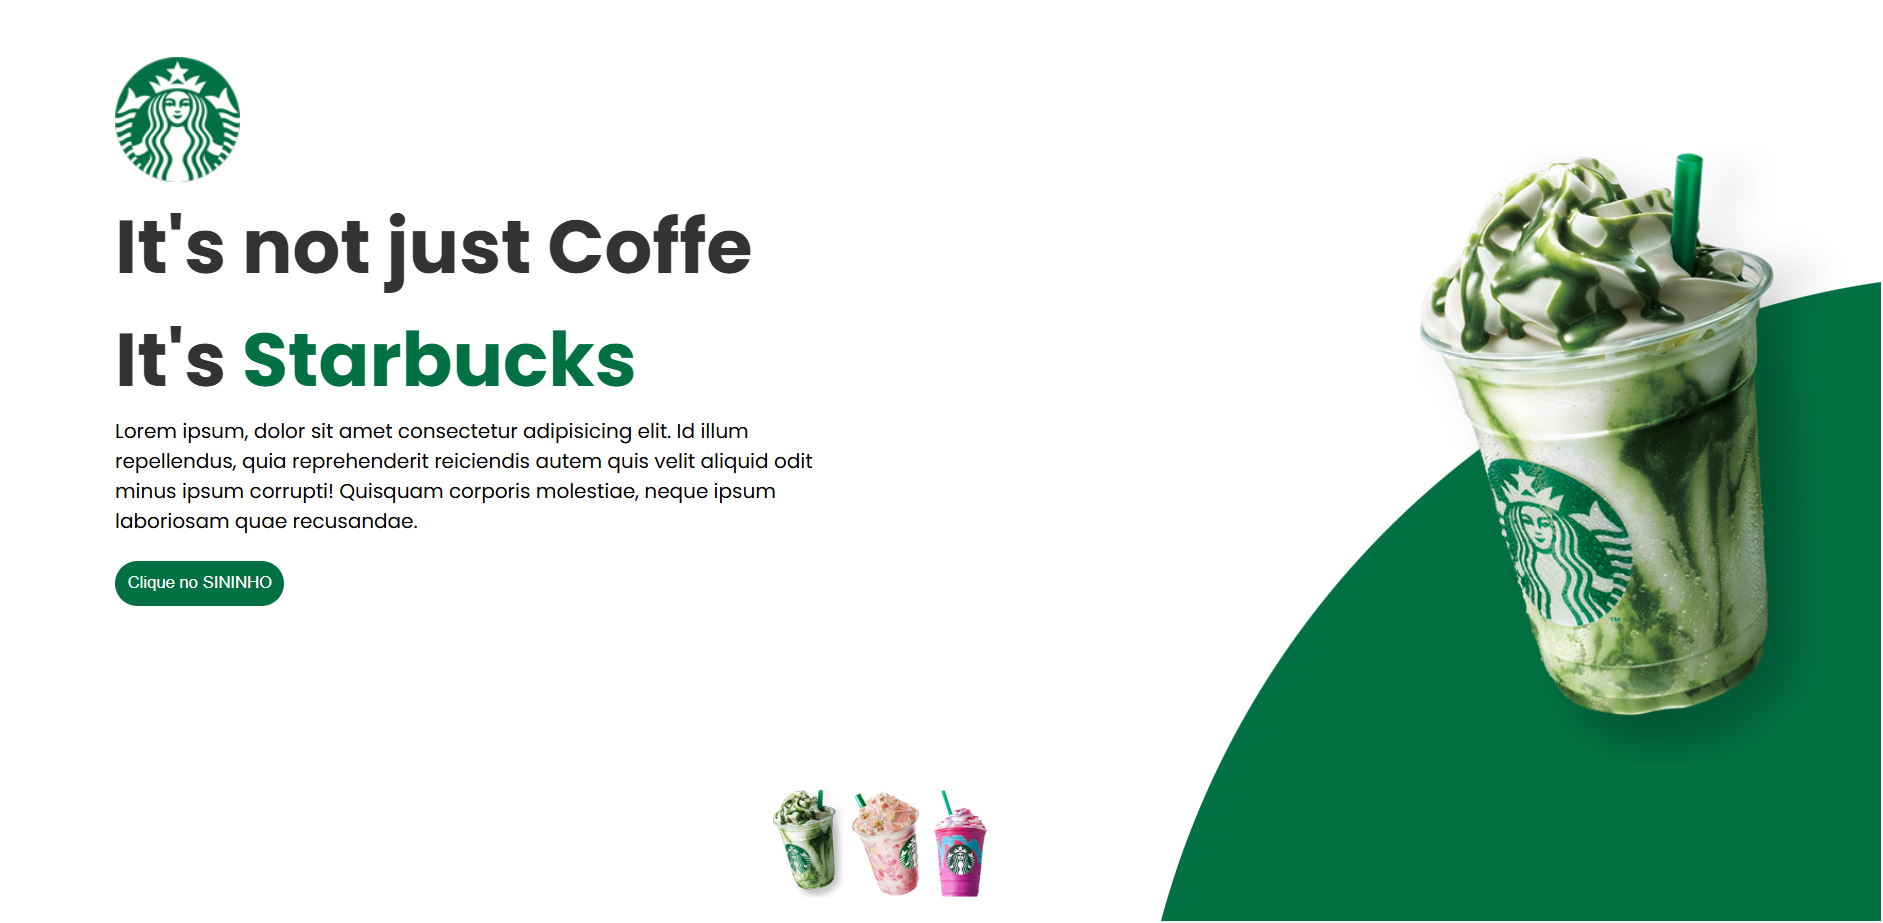 It's not just Coffe
It's Starbucks
Lorem ipsum, dolor sit amet consectetur adipisicing elit. Id illum
repellendus, quia reprehenderit reiciendis autem quis velit aliquid odit
minus ipsum corrupti! Quisquam corporis molestiae, neque ipsum
laboriosam quae recusandae.
Clique no SININHO
TM